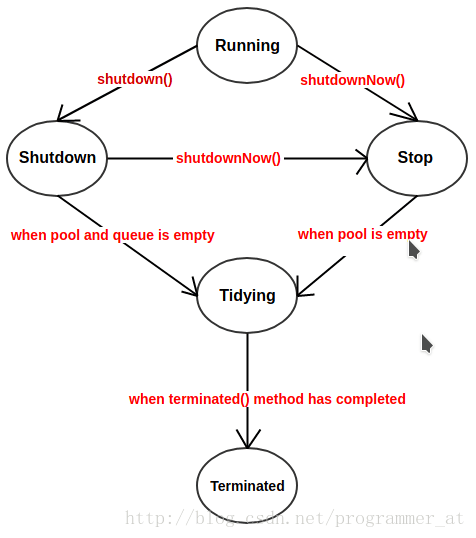 Running
shutdown()
shutdownNow()
Shutdown
shutdownNow()
Stop
when pool and queue is empty
when pool is empty
Tidying
when terminated() method has completed
Terminated
http://blog.csdn.net/programmer_at